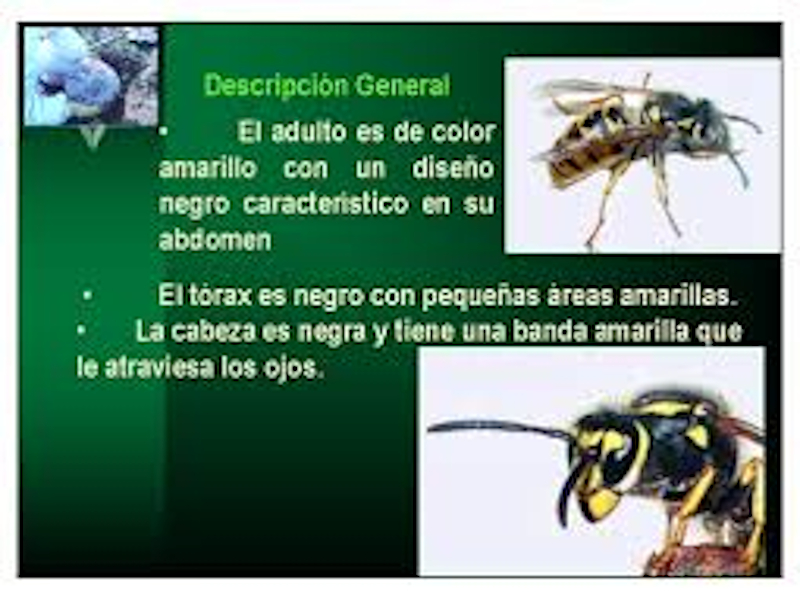 Descripción General
• El adulto es de color
amarillo con un diseño
negro característico en su
abdomen
• El tórax es negro con pequeñas áreas amarillas.
• La cabeza es negra y tiene una banda amarilla que
le atraviesa los ojos.